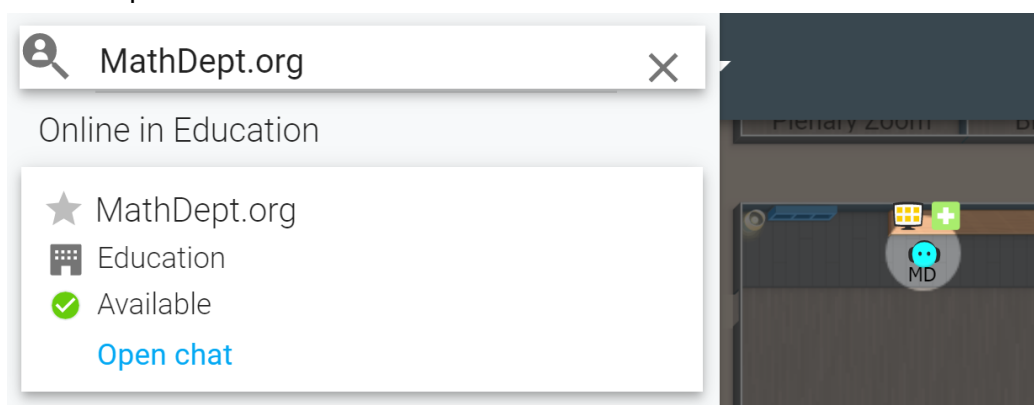 MathDept.org
Online in Education
MathDept.org
Education
Available
Open chat
Plenary Zoom
MD